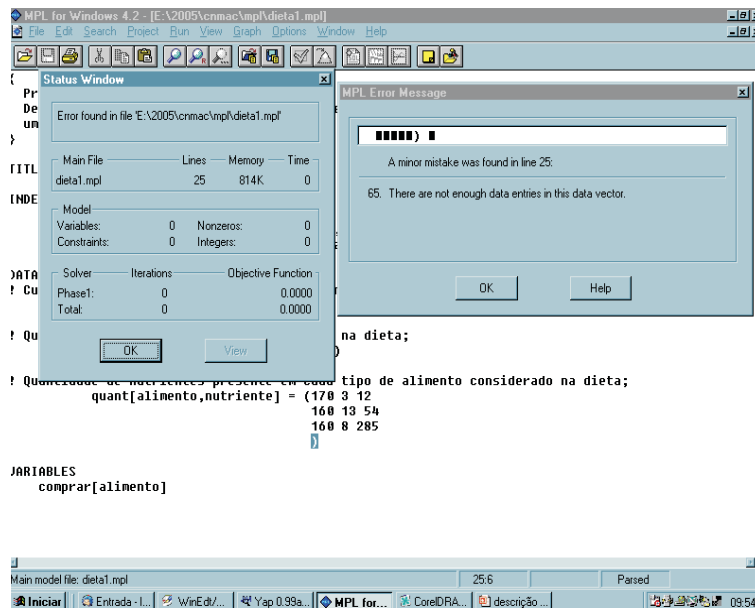 MPL for Windows 4.2 - [E:\2005\cnmac\mpl\dieta1.mpl]
File Edit Search Project Run View Graph Options Window Help
{
Pr
De
um
}
TITL
INDE
DATA
! Cu
! Qu
Status Window
Error found in file 'E:\2005\cnmac\mpl\dieta1.mpl'
Main File Lines Memory Time
dieta1.mpl 25 814K 0
Model
Variables: 0 Nonzeros: 0
Constraints: 0 Integers: 0
Solver Iterations Objective Function
Phase1: 0 0.0000
Total: 0 0.0000
OK View
MPL Error Message
) 
A minor mistake was found in line 25:
65. There are not enough data entries in this data vector.
OK Help
na dieta;
)
! Quantidade de nutrientes presente em cada tipo de alimento considerado na dieta;
quant[alimento,nutriente] = (170 3 12
160 13 54
160 8 285
)
VARIABLES
comprar[alimento]
Main model file: dieta1.mpl 25:6 Parsed
Iniciar Entrada - I... WinEdt/... Yap 0.99a... MPL for... CorelDRA... descrição ...